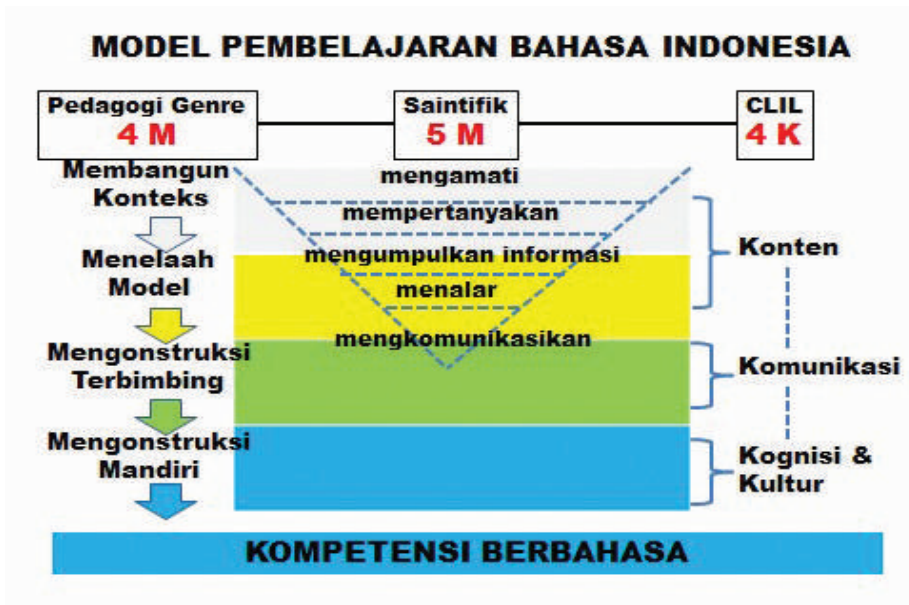 MODEL PEMBELAJARAN BAHASA INDONESIA
Pedagogi Genre
4 M
Saintifik
5 M
CLIL
4 K
Membangun
Konteks
Menelaah
Model
Mengonstruksi
Terbimbing
Mengonstruksi
Mandiri
mengamati
mempertanyakan
mengumpulkan informasi
menalar
mengkomunikasikan
Konten
Komunikasi
Kognisi &
Kultur
KOMPETENSI BERBAHASA